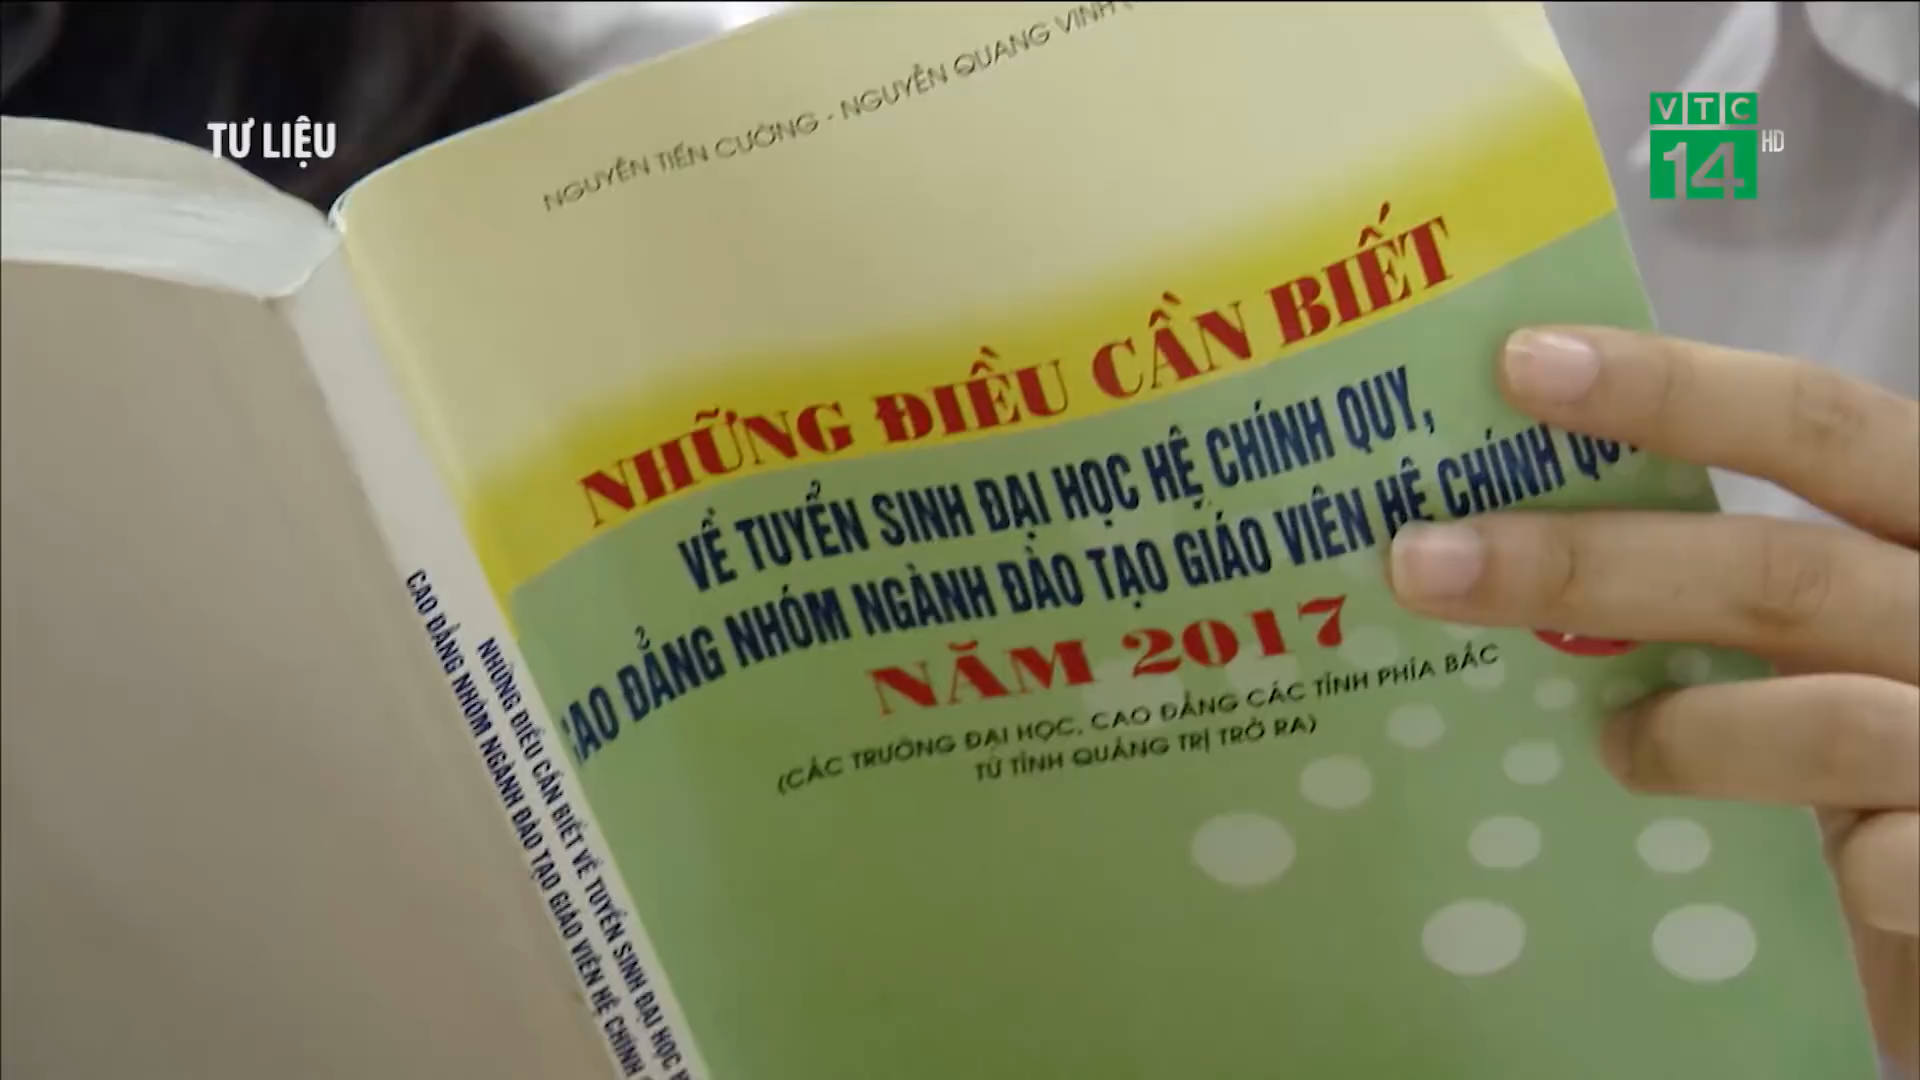 NGUYỄN TIẾN CƯỜNG - NGUYỄN QUANG VINH
TƯ LIỆU
VTC
14
HD
NHỮNG ĐIỀU CẦN BIẾT
VỀ TUYỂN SINH ĐẠI HỌC HỆ CHÍNH QUY,
CAO ĐẲNG NHÓM NGÀNH ĐÀO TẠO GIÁO VIÊN HỆ CHÍNH QUY
NĂM 2017
(CÁC TRƯỜNG ĐẠI HỌC, CAO ĐẲNG CÁC TỈNH PHÍA BẮC
TỪ TỈNH QUẢNG TRỊ TRỞ RA)
NHỮNG ĐIỀU CẦN BIẾT VỀ TUYỂN SINH ĐẠI HỌC
CAO ĐẲNG NHÓM NGÀNH ĐÀO TẠO GIÁO VIÊN HỆ CHÍNH